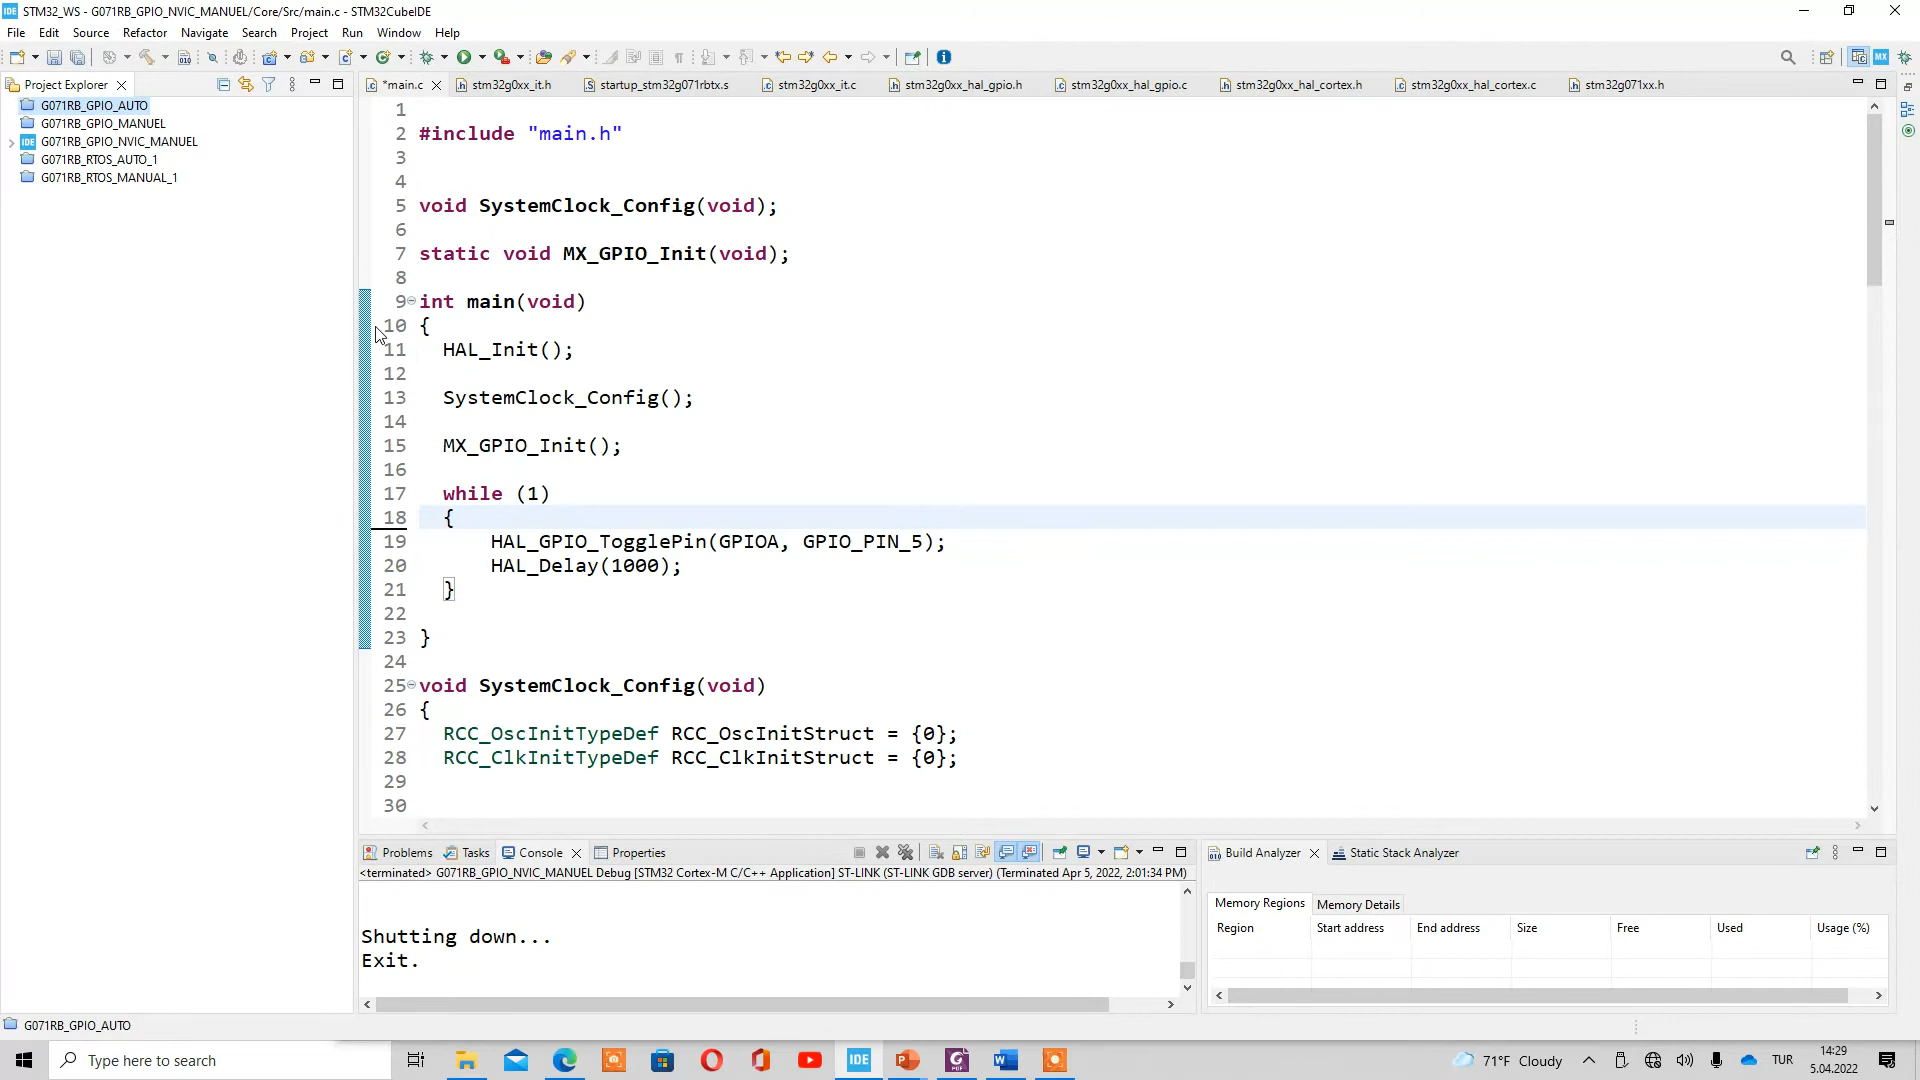 STM32_WS - G071RB_GPIO_NVIC_MANUEL/Core/Src/main.c - STM32CubeIDE
File Edit Source Refactor Navigate Search Project Run Window Help
Project Explorer
G071RB_GPIO_AUTO
G071RB_GPIO_MANUEL
IDE G071RB_GPIO_NVIC_MANUEL
G071RB_RTOS_AUTO_1
G071RB_RTOS_MANUAL_1
*main.c stm32g0xx_it.h startup_stm32g071rbtx.s stm32g0xx_it.c stm32g0xx_hal_gpio.h stm32g0xx_hal_gpio.c stm32g0xx_hal_cortex.h stm32g0xx_hal_cortex.c stm32g071xx.h
1
2 #include "main.h"
3
4
5 void SystemClock_Config(void);
6
7 static void MX_GPIO_Init(void);
8
9 int main(void)
10 {
11 HAL_Init();
12
13 SystemClock_Config();
14
15 MX_GPIO_Init();
16
17 while (1)
18 {
19 HAL_GPIO_TogglePin(GPIOA, GPIO_PIN_5);
20 HAL_Delay(1000);
21 }
22
23 }
24
25 void SystemClock_Config(void)
26 {
27 RCC_OscInitTypeDef RCC_OscInitStruct = {0};
28 RCC_ClkInitTypeDef RCC_ClkInitStruct = {0};
29
30
Problems Tasks Console Properties
<terminated> G071RB_GPIO_NVIC_MANUEL Debug [STM32 Cortex-M C/C++ Application] ST-LINK (ST-LINK GDB server) (Terminated Apr 5, 2022, 2:01:34 PM)
Shutting down...
Exit.
Build Analyzer Static Stack Analyzer
Memory Regions Memory Details
Region Start address End address Size Free Used Usage (%)
G071RB_GPIO_AUTO
Type here to search
IDE
71°F Cloudy
TUR
14:29
5.04.2022